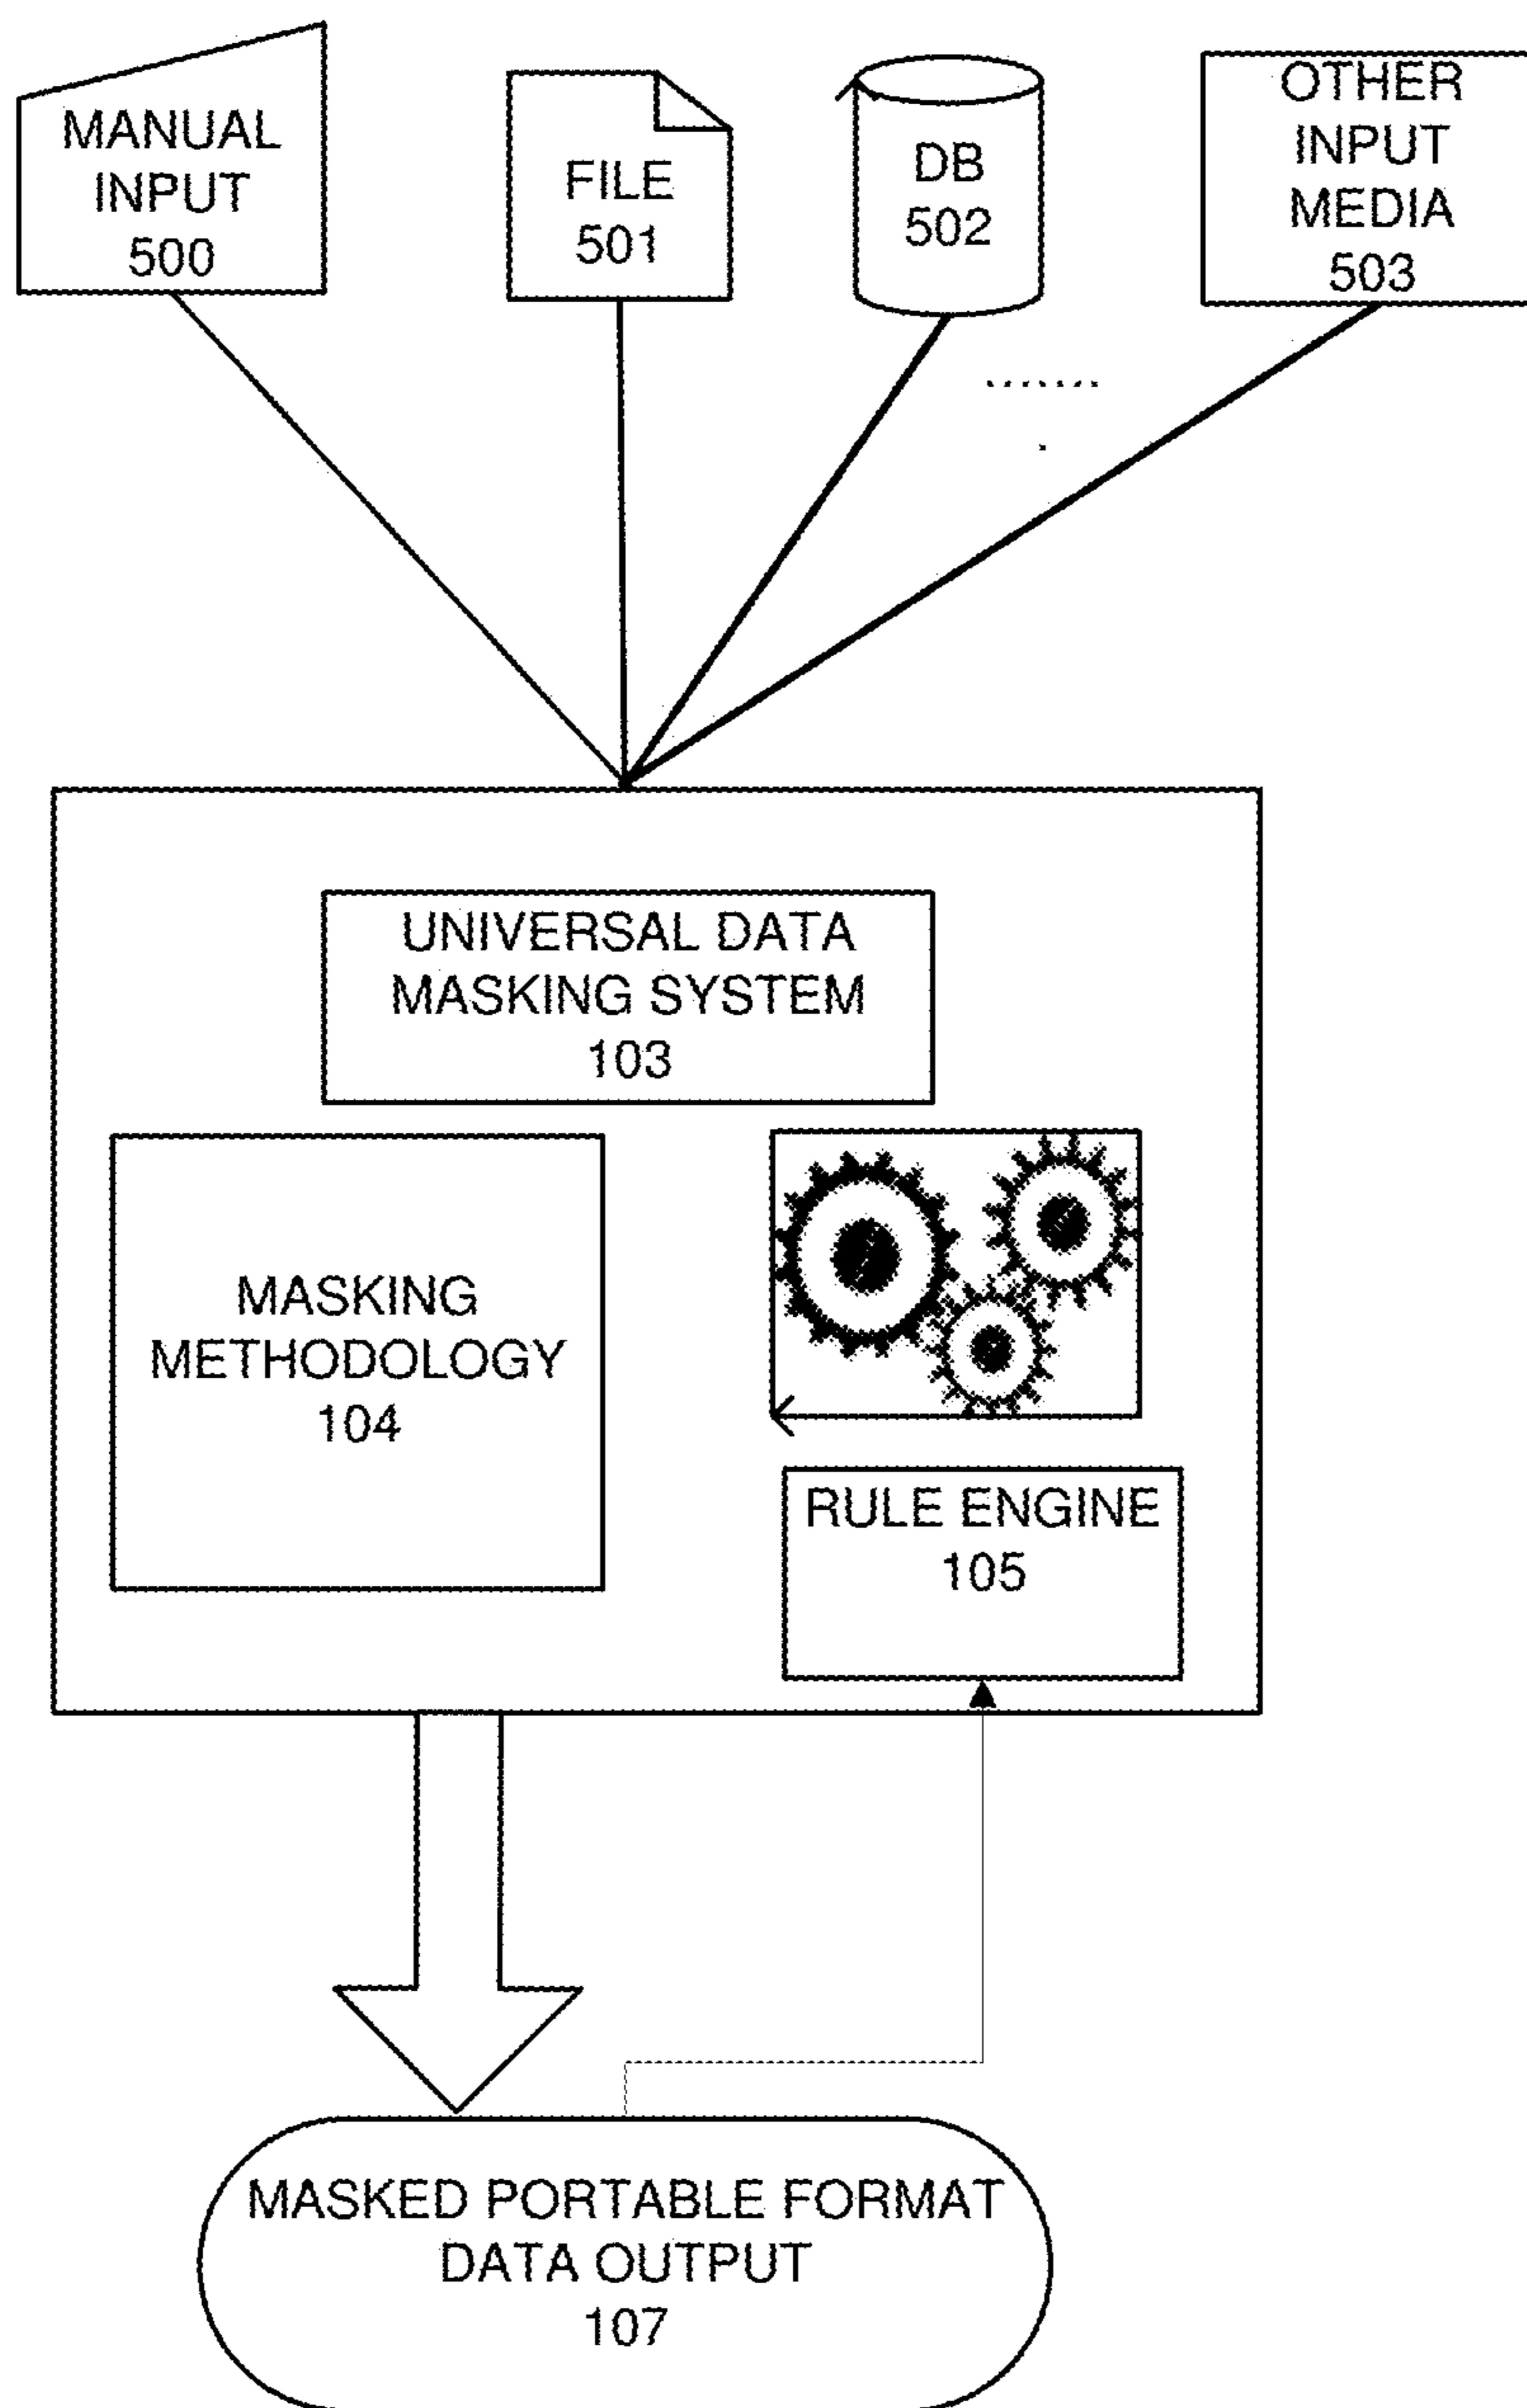 MANUAL
INPUT
500
FILE
501
DB
502
OTHER
INPUT
MEDIA
503
UNIVERSAL DATA
MASKING SYSTEM
103
MASKING
METHODOLOGY
104
RULE ENGINE
105
MASKED PORTABLE FORMAT
DATA OUTPUT
107